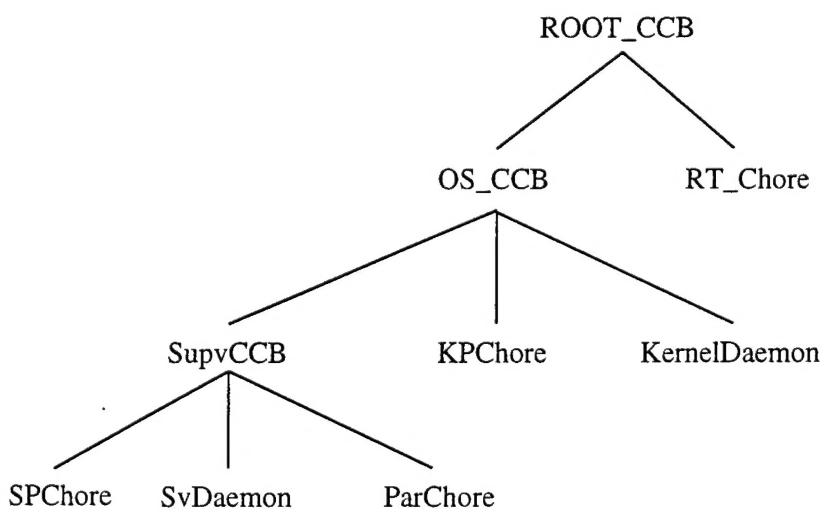 ROOT_CCB
OS_CCB RT_Chore
SupvCCB KPChore KernelDaemon
SPChore SvDaemon ParChore